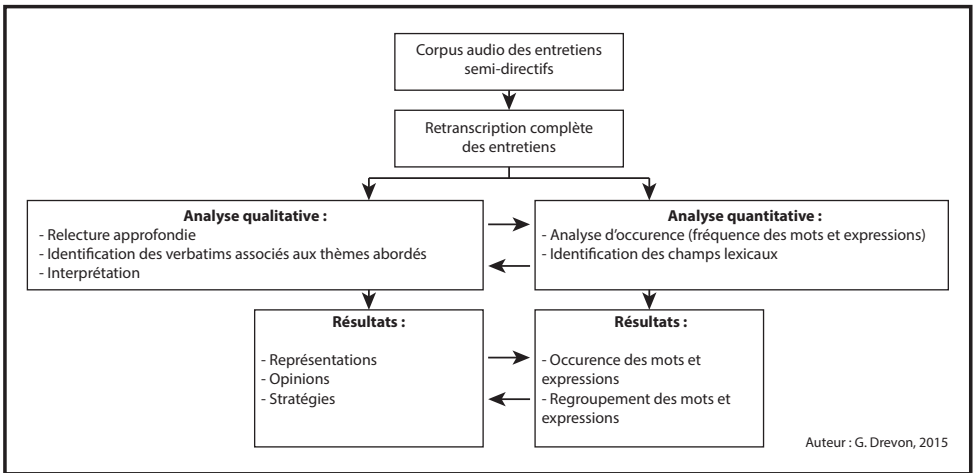 Corpus audio des entretiens
semi-directifs
Retranscription complète
des entretiens
Analyse qualitative :
- Relecture approfondie
- Identification des verbatims associés aux thèmes abordés
- Interprétation
Analyse quantitative :
- Analyse d'occurence (fréquence des mots et expressions)
- Identification des champs lexicaux
Résultats :
- Représentations
- Opinions
- Stratégies
Résultats :
- Occurence des mots et
expressions
- Regroupement des mots et
expressions
Auteur : G. Drevon, 2015